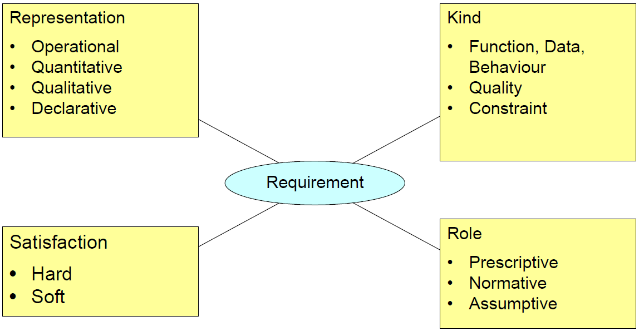 Representation
• Operational
• Quantitative
• Qualitative
• Declarative
Kind
• Function, Data,
Behaviour
• Quality
• Constraint
Requirement
Satisfaction
• Hard
• Soft
Role
• Prescriptive
• Normative
• Assumptive